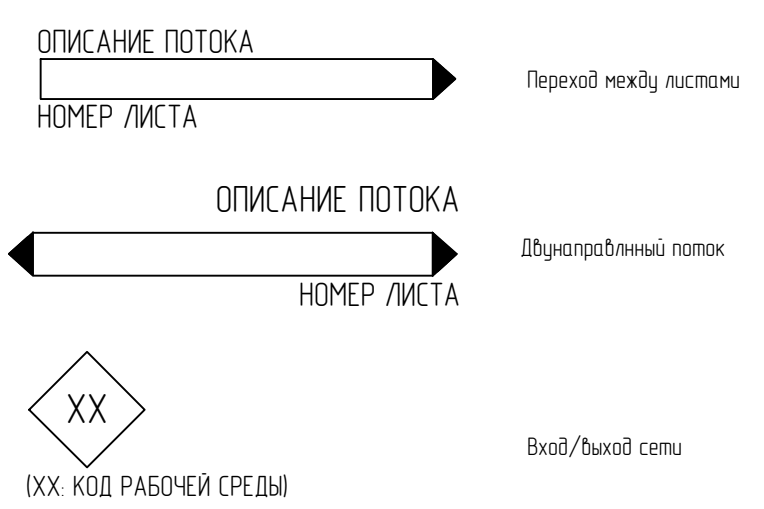 ОПИСАНИЕ ПОТОКА
Переход между листами
НОМЕР ЛИСТА
ОПИСАНИЕ ПОТОКА
Двунаправлнный поток
НОМЕР ЛИСТА
XX
Вход/выход сети
(XX: КОД РАБОЧЕЙ СРЕДЫ)